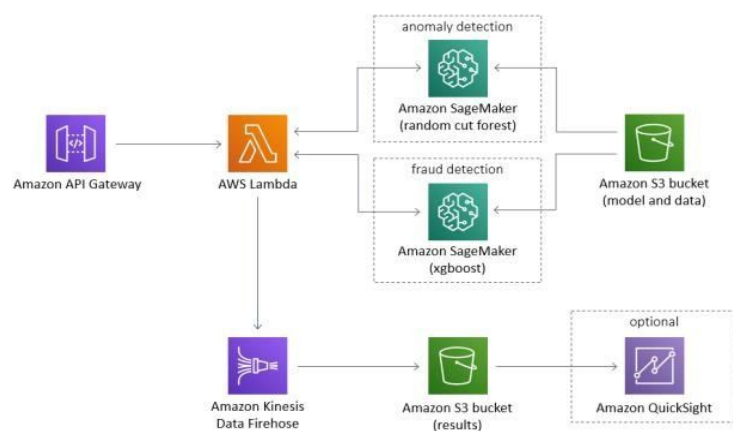 anomaly detection
Amazon SageMaker
(random cut forest)
Amazon API Gateway
AWS Lambda
fraud detection
Amazon SageMaker
(xgboost)
Amazon S3 bucket
(model and data)
Amazon Kinesis
Data Firehose
Amazon S3 bucket
(results)
optional
Amazon QuickSight